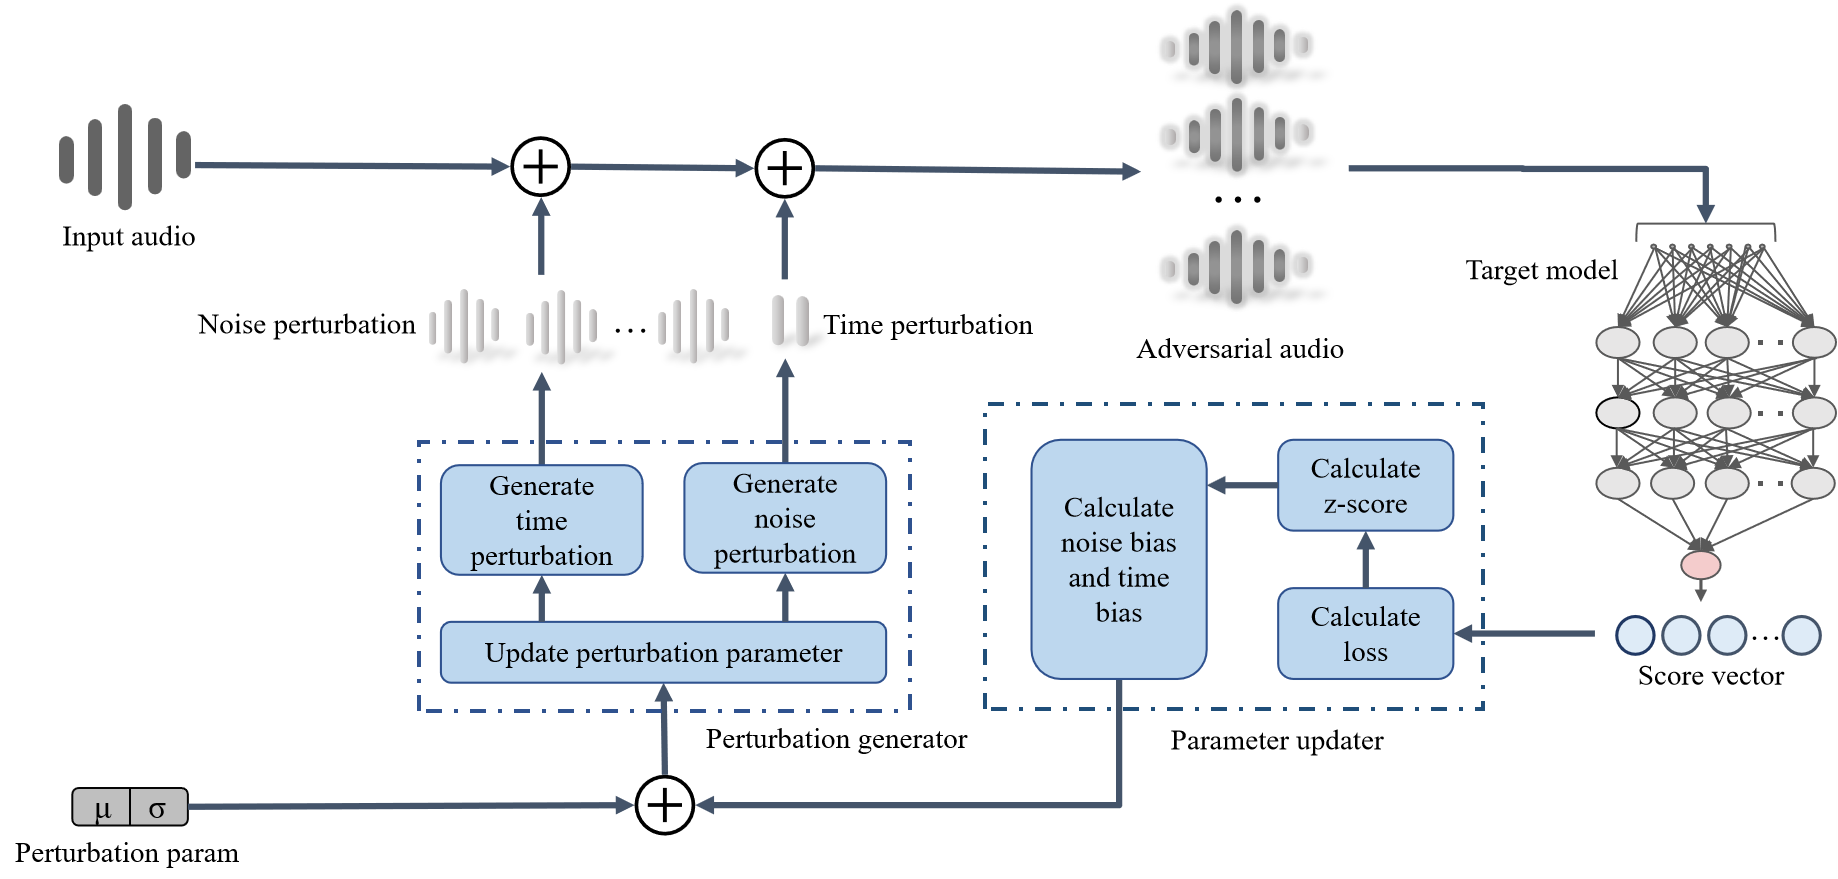 Input audio
Noise perturbation
...
Time perturbation
...
Adversarial audio
Target model
Generate
time
perturbation
Generate
noise
perturbation
Update perturbation parameter
Perturbation generator
Calculate
noise bias
and time
bias
Calculate
z-score
Calculate
loss
Parameter updater
...
Score vector
μ σ
Perturbation param